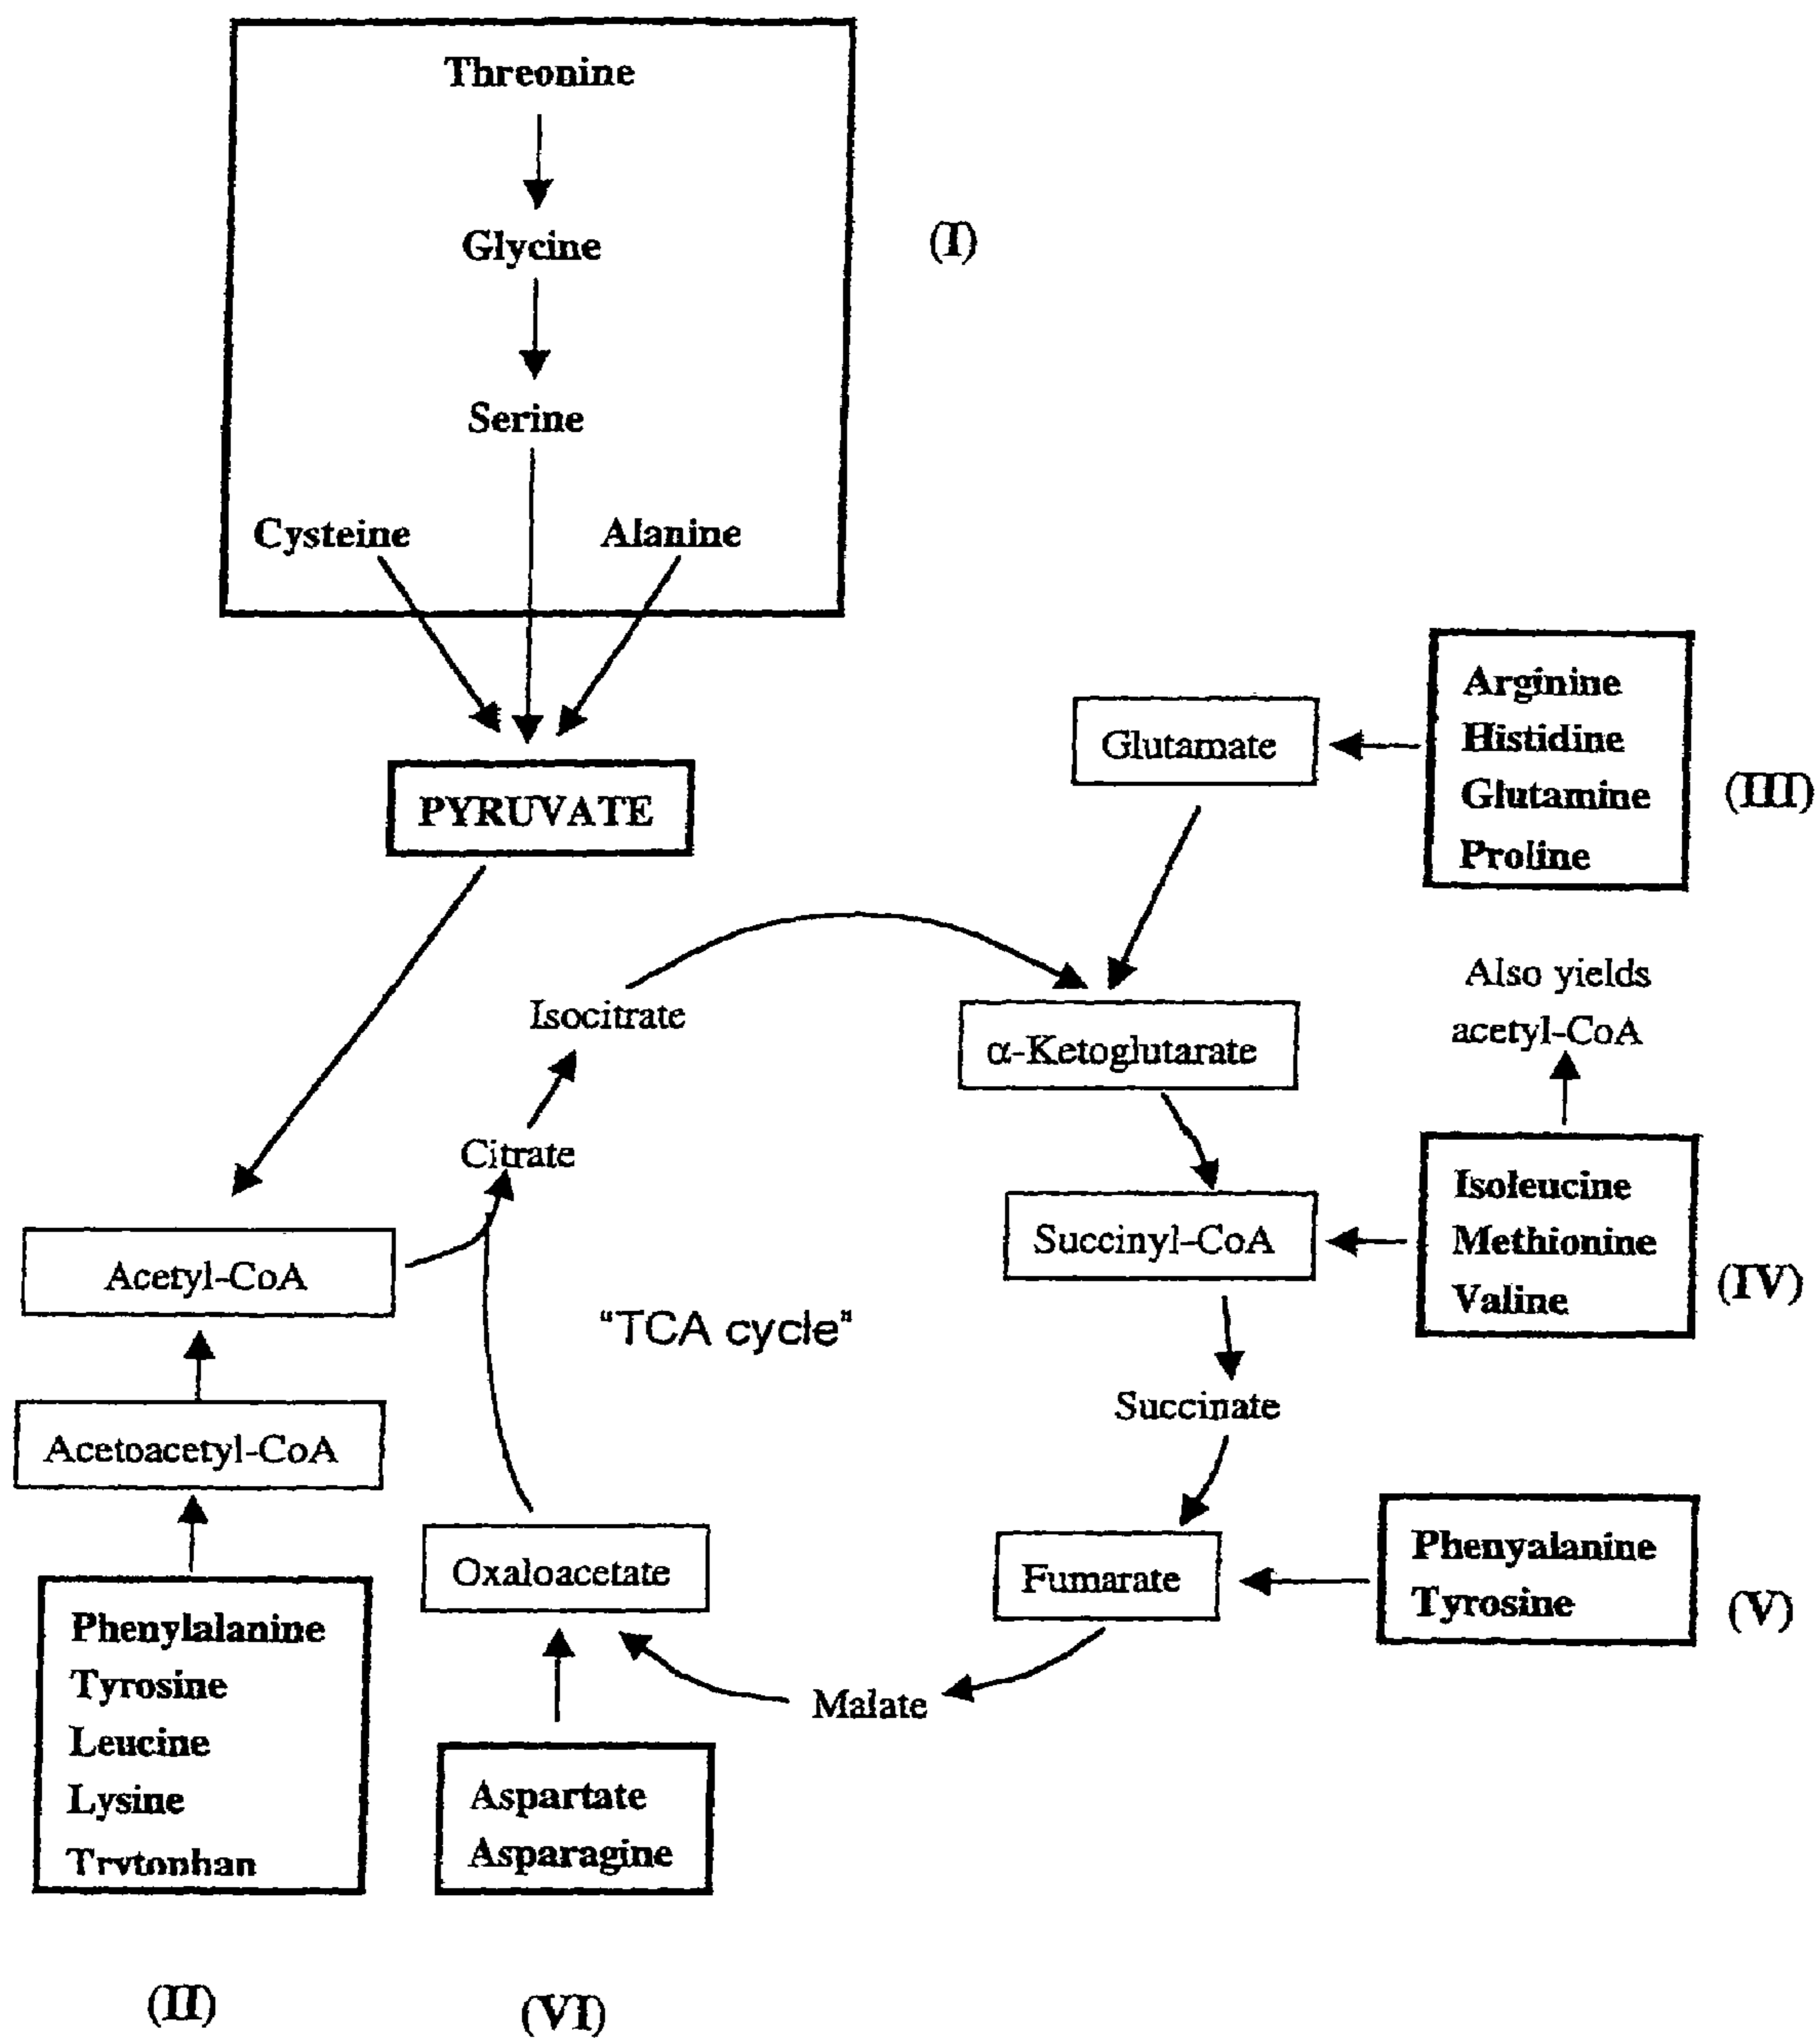 Threonine
Glycine
(I)
Serine
Cysteine
Alanine
PYRUVATE
Glutamate
Arginine
Histidine
Glutamine
Proline
(III)
Isocitrate
α-Ketoglutarate
Also yields
acetyl-CoA
Citrate
Acetyl-CoA
Succinyl-CoA
Isoleucine
Methionine
Valine
(IV)
"TCA cycle"
Succinate
Acetoacetyl-CoA
Oxaloacetate
Fumarate
Phenyalanine
Tyrosine
(V)
Malate
Phenylalanine
Tyrosine
Leucine
Lysine
Trytophan
Aspartate
Asparagine
(II)
(VI)